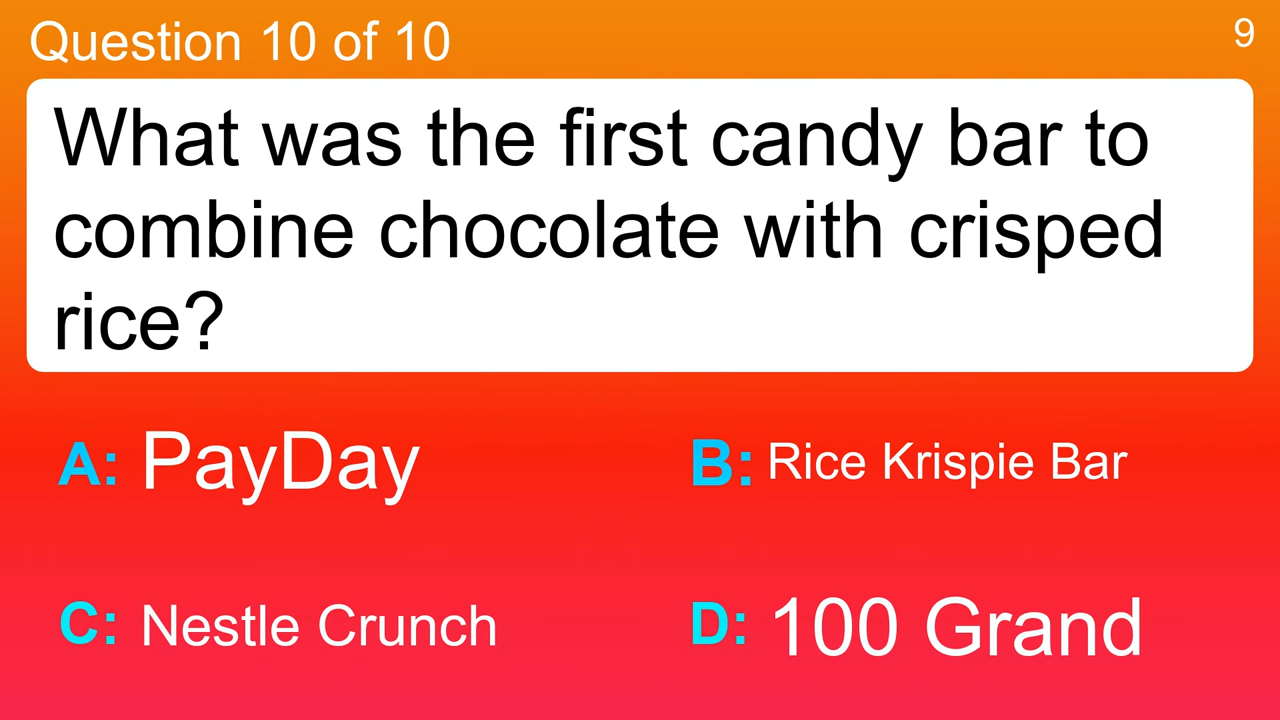 Question 10 of 10
9
What was the first candy bar to
combine chocolate with crisped
rice?
A: PayDay
B: Rice Krispie Bar
C: Nestle Crunch
D: 100 Grand